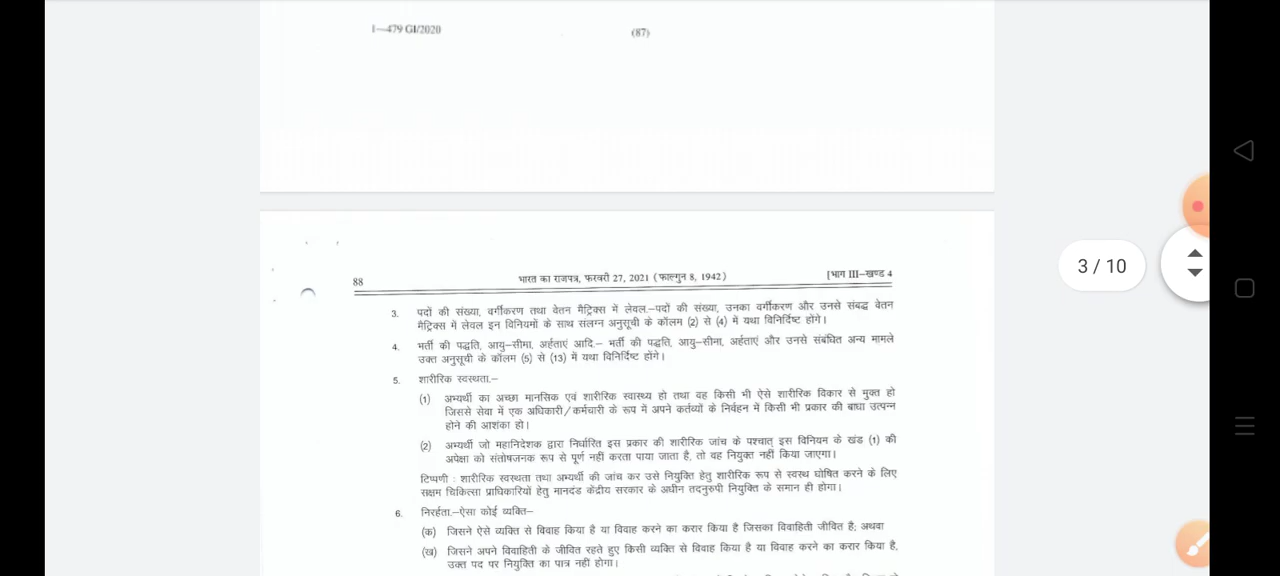 1—479 GI/2020
(87)
3 / 10
88
भारत का राजपत्र, फरवरी 27, 2021 (फाल्गुन 8, 1942)
[भाग III—खण्ड 4
3. पदों की संख्या, वर्गीकरण तथा वेतन मैट्रिक्स में लेवल.—पदों की संख्या, उनका वर्गीकरण और उनसे संबद्ध वेतन
मैट्रिक्स में लेवल इन विनियमों के साथ संलग्न अनुसूची के कॉलम (2) से (4) में यथा विनिर्दिष्ट होंगे।
4. भर्ती की पद्धति, आयु-सीमा, अर्हताएं आदि.— भर्ती की पद्धति, आयु-सीमा, अर्हताएं और उनसे संबंधित अन्य मामले
उक्त अनुसूची के कॉलम (5) से (13) में यथा विनिर्दिष्ट होंगे।
5. शारीरिक स्वस्थता.—
(1) अभ्यर्थी का अच्छा मानसिक एवं शारीरिक स्वास्थ्य हो तथा वह किसी भी ऐसे शारीरिक विकार से मुक्त हो
जिससे सेवा में एक अधिकारी/कर्मचारी के रूप में अपने कर्तव्यों के निर्वहन में किसी भी प्रकार की बाधा उत्पन्न
होने की आशंका हो।
(2) अभ्यर्थी जो महानिदेशक द्वारा निर्धारित इस प्रकार की शारीरिक जांच के पश्चात् इस विनियम के खंड (1) की
अपेक्षा को संतोषजनक रूप से पूर्ण नहीं करता पाया जाता है, तो वह नियुक्त नहीं किया जाएगा।
टिप्पणी : शारीरिक स्वस्थता तथा अभ्यर्थी की जांच कर उसे नियुक्ति हेतु शारीरिक रूप से स्वस्थ घोषित करने के लिए
सक्षम चिकित्सा प्राधिकारियों हेतु मानदंड केंद्रीय सरकार के अधीन तदनुरुपी नियुक्ति के समान ही होगा।
6. निरर्हता.—ऐसा कोई व्यक्ति—
(क) जिसने ऐसे व्यक्ति से विवाह किया है या विवाह करने का करार किया है जिसका विवाहिती जीवित है; अथवा
(ख) जिसने अपने विवाहिती के जीवित रहते हुए किसी व्यक्ति से विवाह किया है या विवाह करने का करार किया है,
उक्त पद पर नियुक्ति का पात्र नहीं होगा।